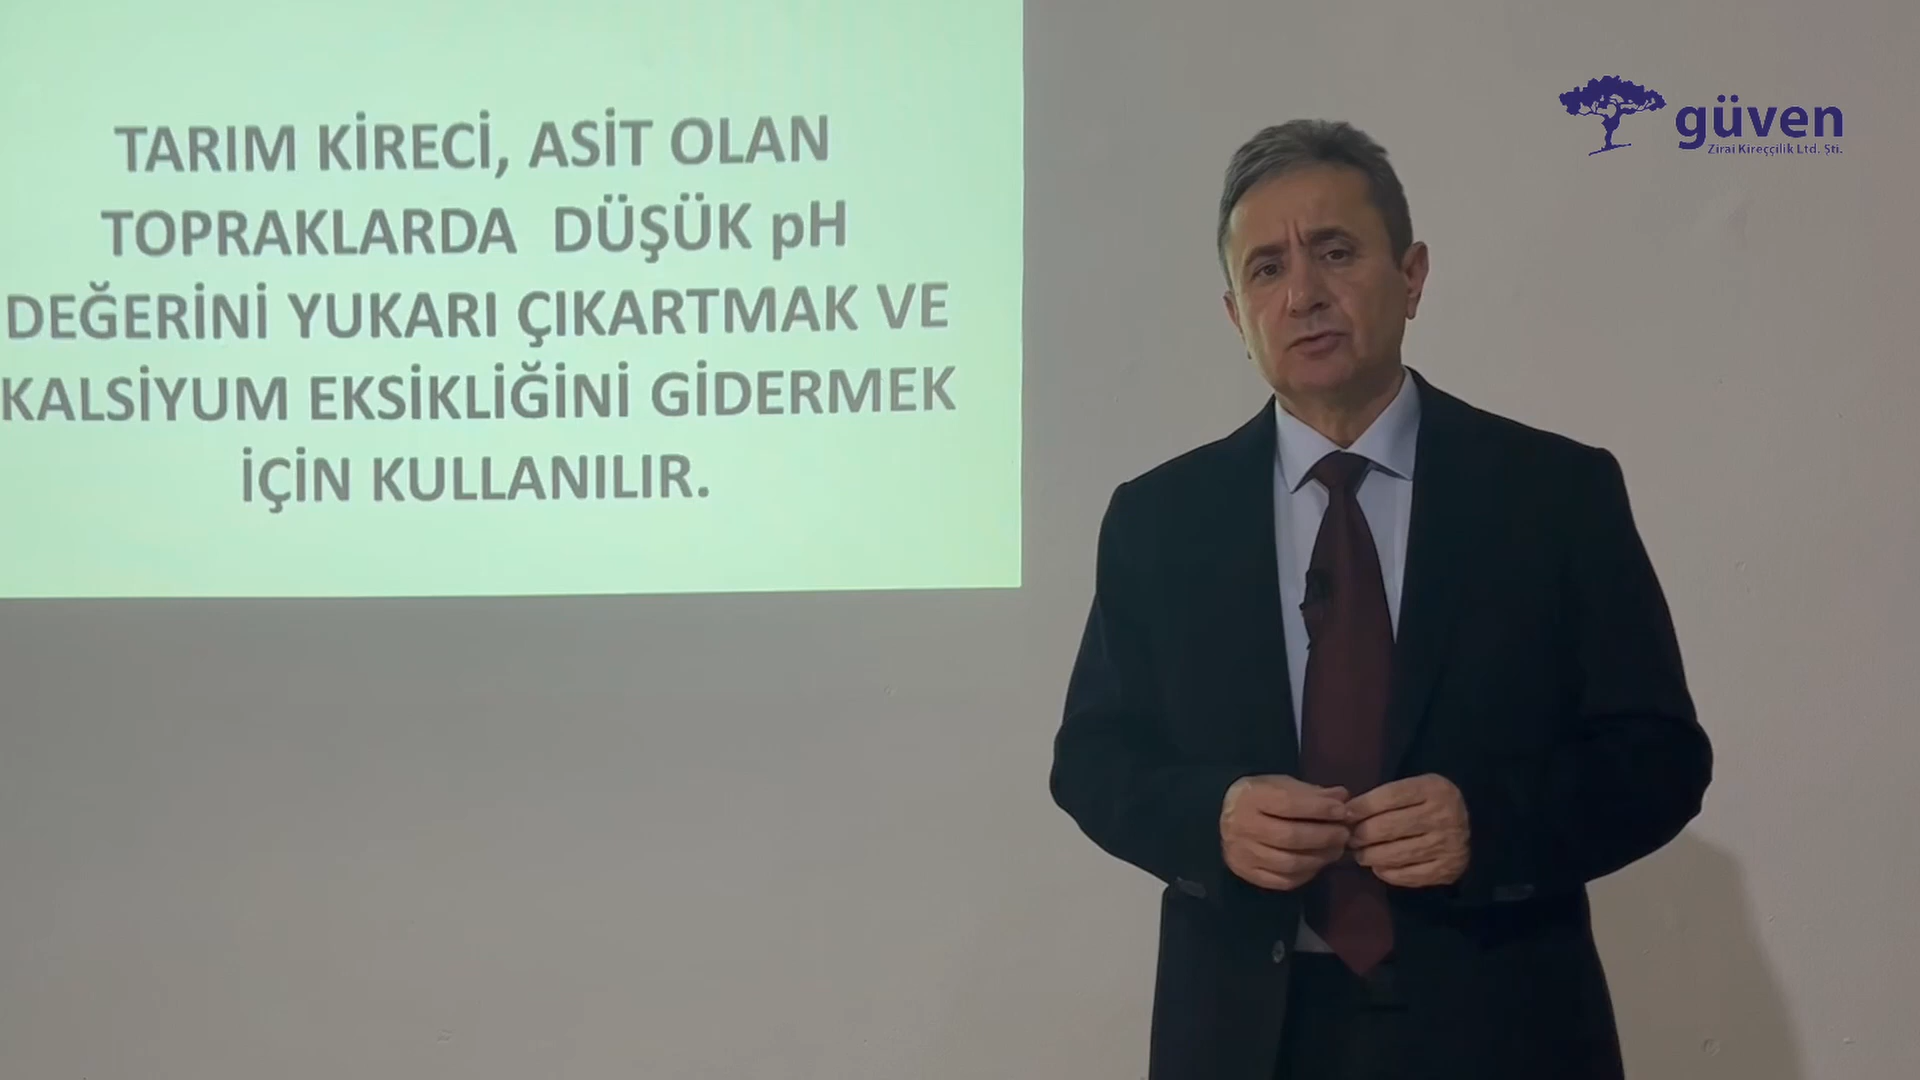 TARIM KİRECİ, ASİT OLAN
TOPRAKLARDA DÜŞÜK pH
DEĞERİNİ YUKARI ÇIKARTMAK VE
KALSİYUM EKSİKLİĞİNİ GİDERMEK
İÇİN KULLANILIR.
güven
Zirai Kireççilik Ltd. Şti.